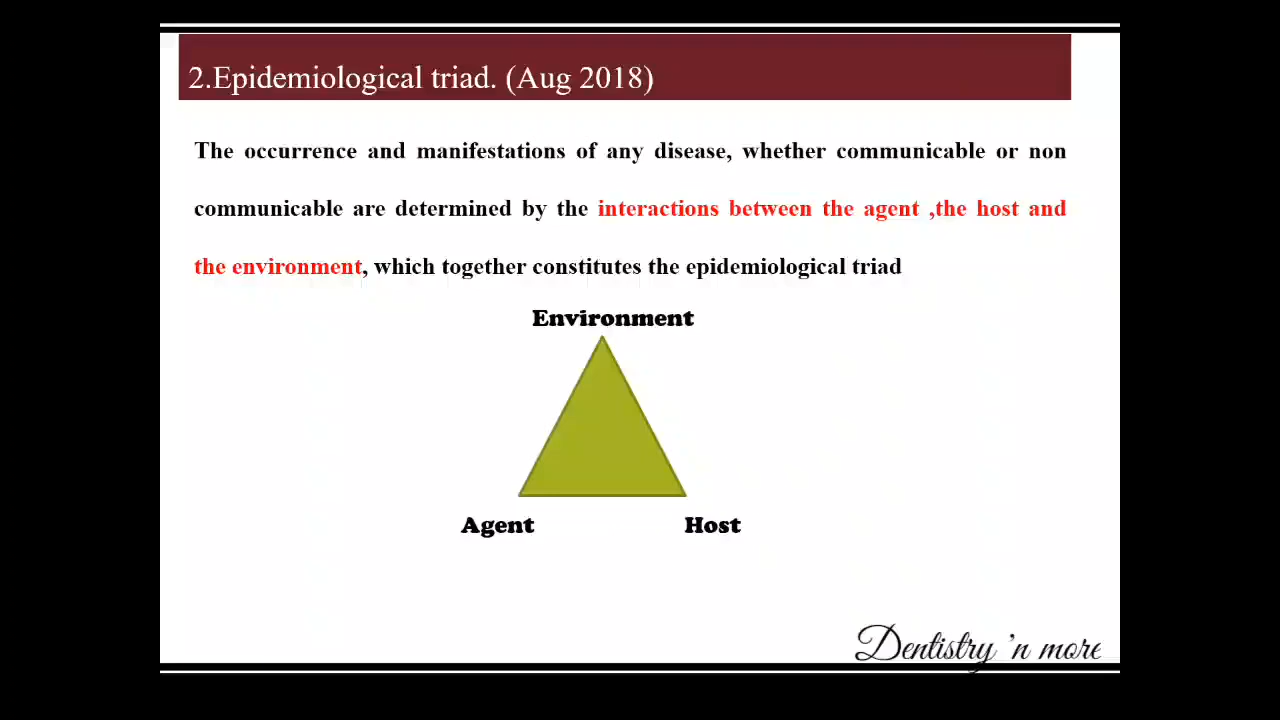 2.Epidemiological triad. (Aug 2018)
The occurrence and manifestations of any disease, whether communicable or non
communicable are determined by the interactions between the agent ,the host and
the environment, which together constitutes the epidemiological triad
Environment
Agent Host
Dentistry 'n more